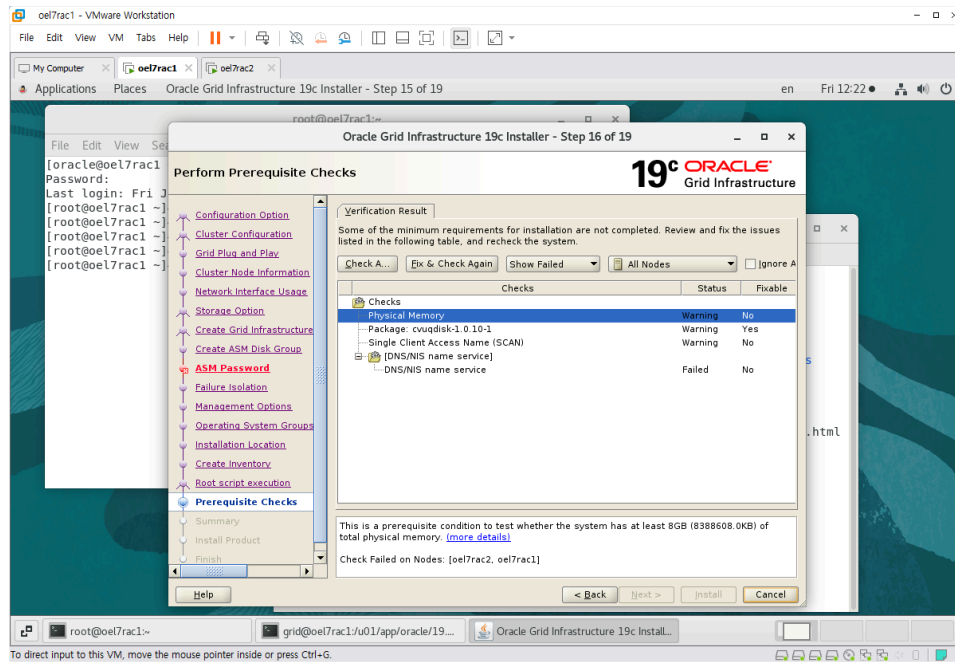 oel7rac1 - VMware Workstation
File Edit View VM Tabs Help
My Computer oel7rac1 oel7rac2
Applications Places Oracle Grid Infrastructure 19c Installer - Step 15 of 19 en Fri 12:22
root@oel7rac1:~
File Edit View Sea
[oracle@oel7rac1
Password:
Last login: Fri J
[root@oel7rac1 ~]
[root@oel7rac1 ~]
[root@oel7rac1 ~]
[root@oel7rac1 ~]
[root@oel7rac1 ~]
s
.html
Oracle Grid Infrastructure 19c Installer - Step 16 of 19
Perform Prerequisite Checks
19c ORACLE
Grid Infrastructure
Configuration Option
Cluster Configuration
Grid Plug and Play
Cluster Node Information
Network Interface Usage
Storage Option
Create Grid Infrastructure
Create ASM Disk Group
ASM Password
Failure Isolation
Management Options
Operating System Groups
Installation Location
Create Inventory
Root script execution
Prerequisite Checks
Summary
Install Product
Finish
Verification Result
Some of the minimum requirements for installation are not completed. Review and fix the issues
listed in the following table, and recheck the system.
Check A... Fix & Check Again Show Failed All Nodes Ignore A
Checks Status Fixable
Checks
Physical Memory Warning No
Package: cvuqdisk-1.0.10-1 Warning Yes
Single Client Access Name (SCAN) Warning No
[DNS/NIS name service]
DNS/NIS name service Failed No
This is a prerequisite condition to test whether the system has at least 8GB (8388608.0KB) of
total physical memory. (more details)
Check Failed on Nodes: [oel7rac2, oel7rac1]
Help < Back Next > Install Cancel
root@oel7rac1:~ grid@oel7rac1:/u01/app/oracle/19.... Oracle Grid Infrastructure 19c Install...
To direct input to this VM, move the mouse pointer inside or press Ctrl+G.